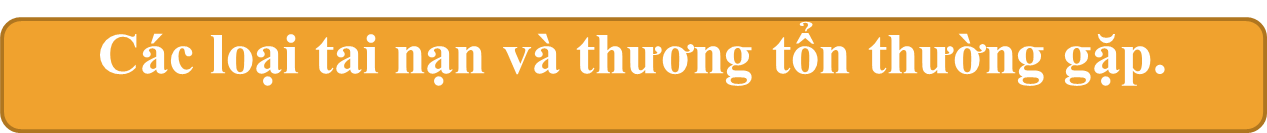 Các loại tai nạn và thương tổn thường gặp.